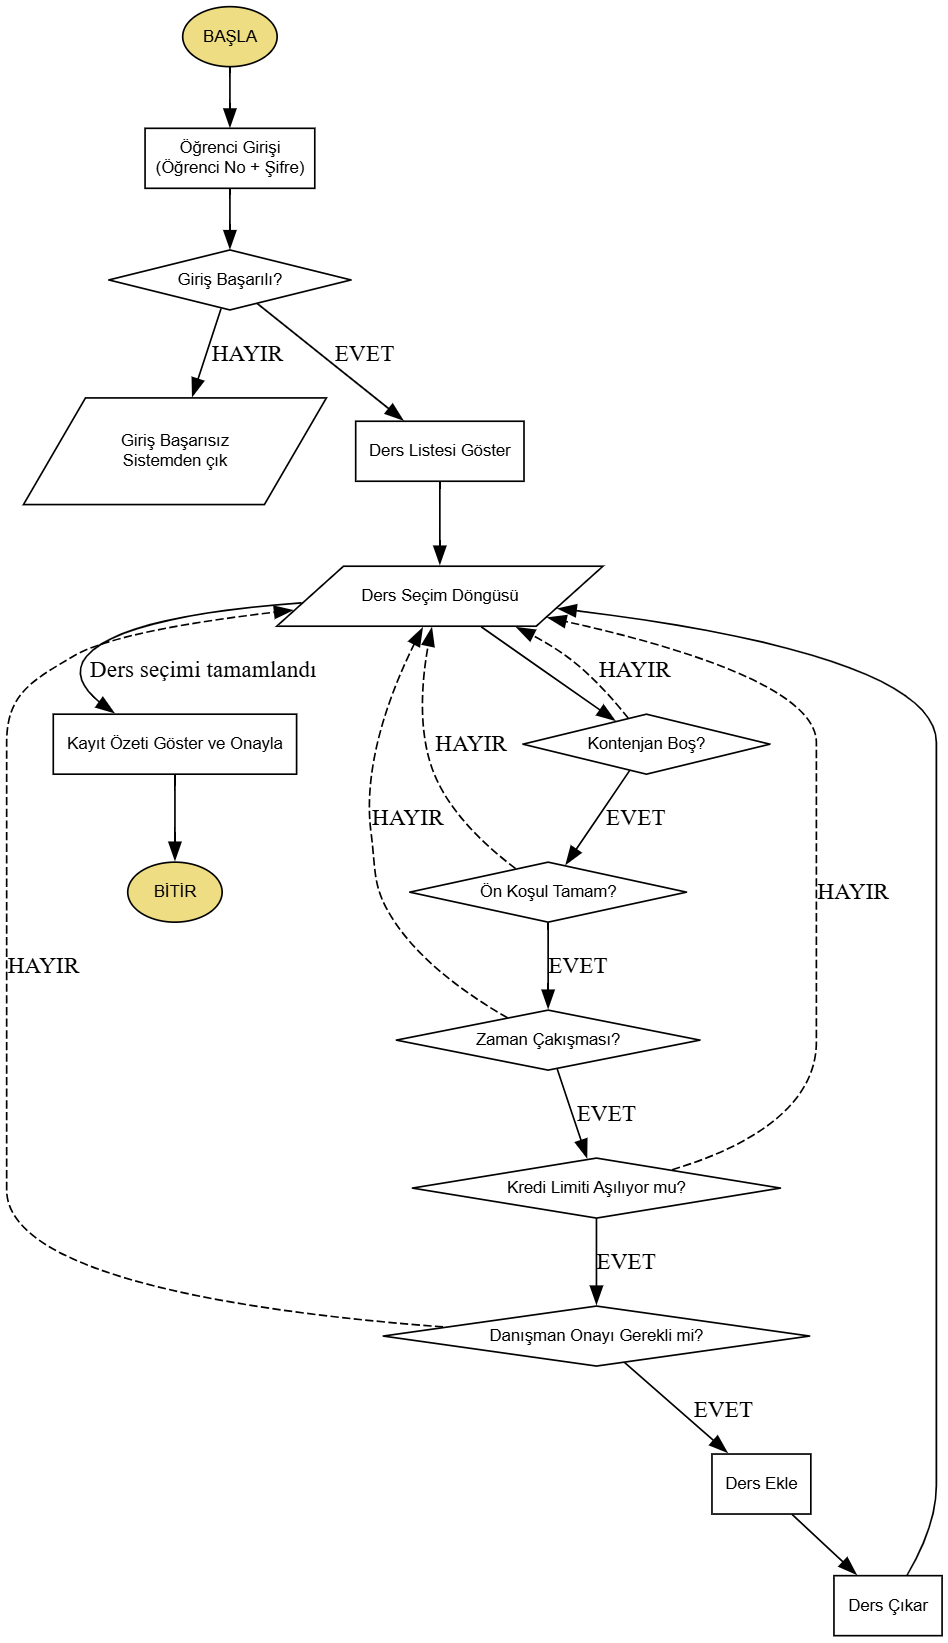 BAŞLA
Öğrenci Girişi
(Öğrenci No + Şifre)
Giriş Başarılı?
HAYIR
EVET
Giriş Başarısız
Sistemden çık
Ders Listesi Göster
Ders Seçim Döngüsü
Ders seçimi tamamlandı
HAYIR
Kayıt Özeti Göster ve Onayla
HAYIR
Kontenjan Boş?
HAYIR
EVET
BİTİR
Ön Koşul Tamam?
HAYIR
HAYIR
EVET
Zaman Çakışması?
EVET
Kredi Limiti Aşılıyor mu?
EVET
Danışman Onayı Gerekli mi?
EVET
Ders Ekle
Ders Çıkar